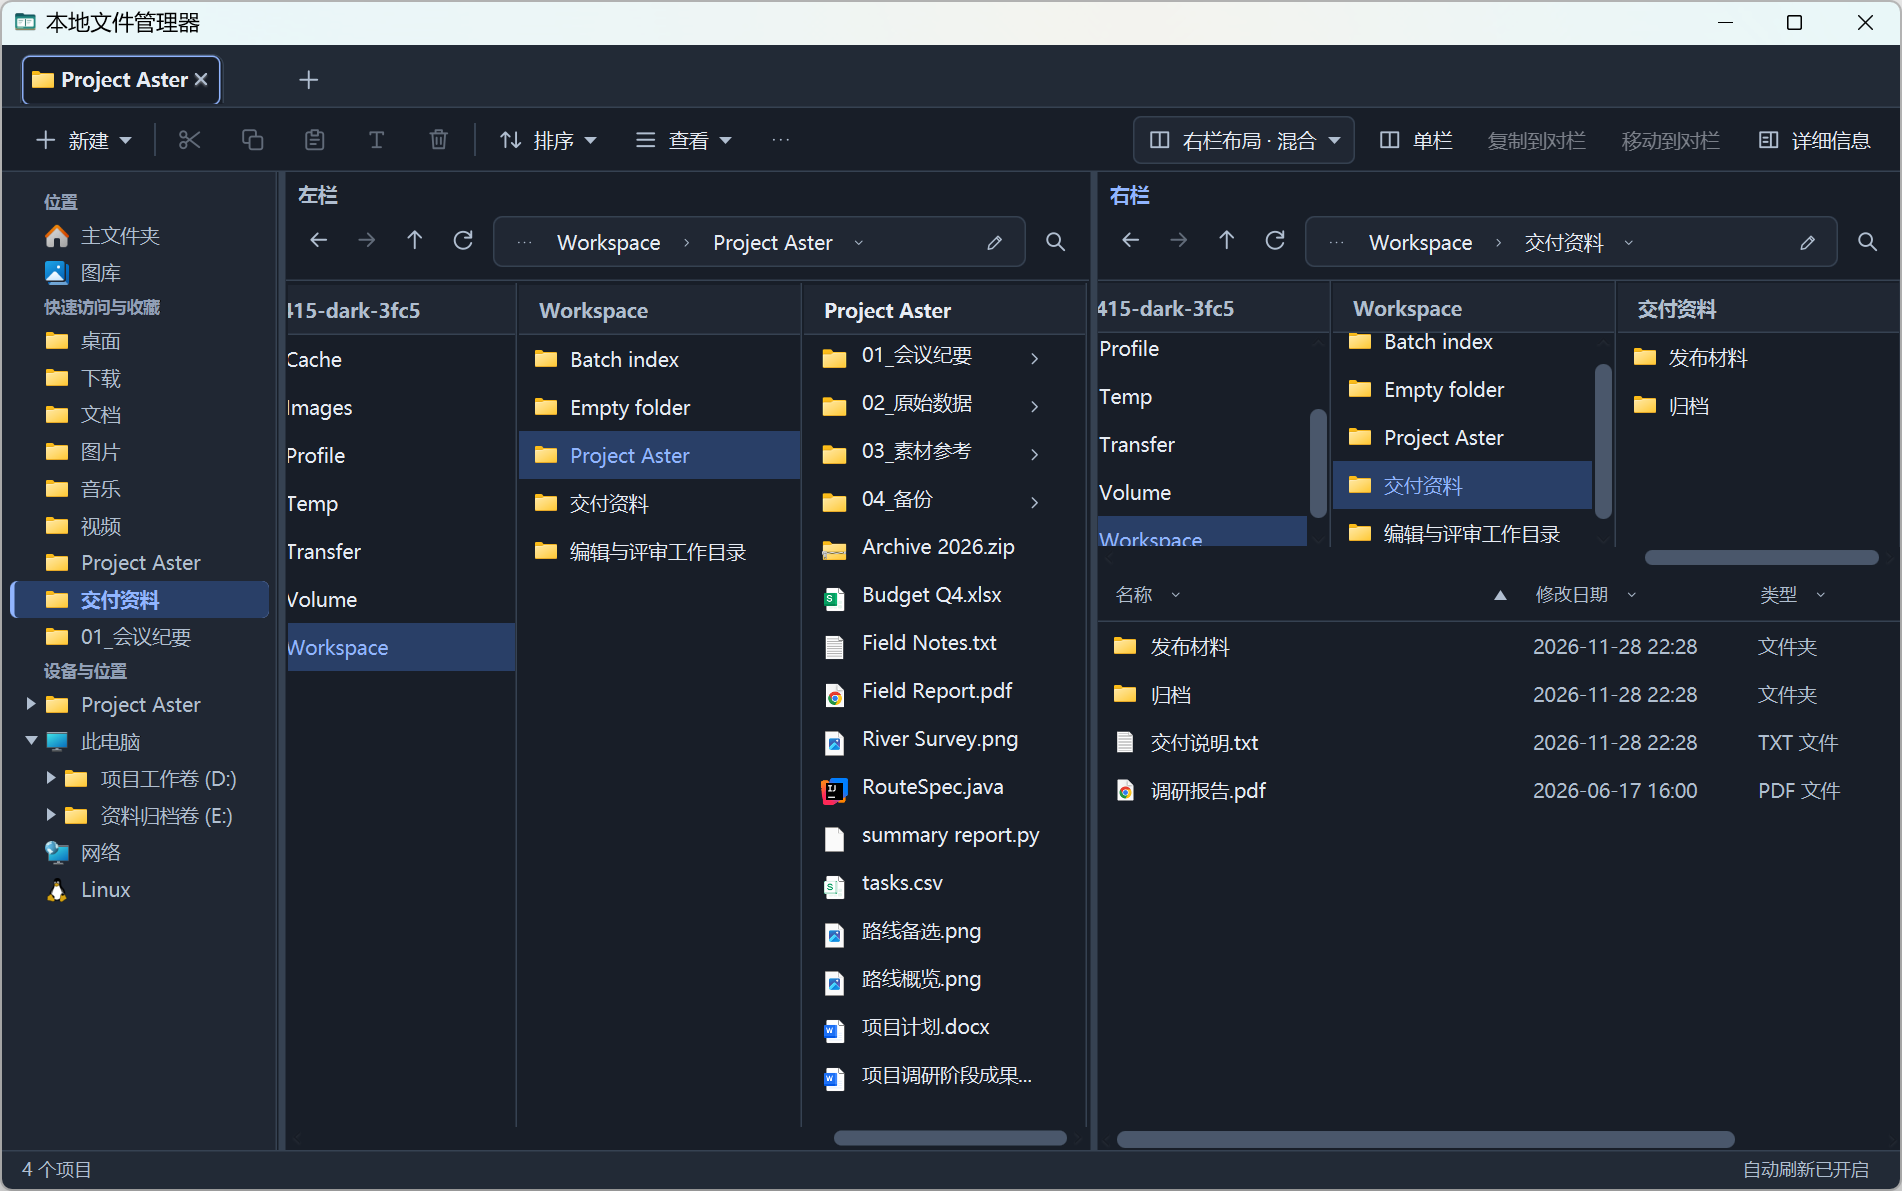 本地文件管理器
Project Aster
新建
排序
查看
右栏布局 · 混合
单栏
复制到对栏
移动到对栏
详细信息
位置
主文件夹
图库
快速访问与收藏
桌面
下载
文档
图片
音乐
视频
Project Aster
交付资料
01_会议纪要
设备与位置
Project Aster
此电脑
项目工作卷 (D:)
资料归档卷 (E:)
网络
Linux
左栏
Workspace
Project Aster
415-dark-3fc5
Cache
Images
Profile
Temp
Transfer
Volume
Workspace
Workspace
Batch index
Empty folder
Project Aster
交付资料
编辑与评审工作目录
Project Aster
01_会议纪要
02_原始数据
03_素材参考
04_备份
Archive 2026.zip
Budget Q4.xlsx
Field Notes.txt
Field Report.pdf
River Survey.png
RouteSpec.java
summary report.py
tasks.csv
路线备选.png
路线概览.png
项目计划.docx
项目调研阶段成果...
右栏
Workspace
交付资料
415-dark-3fc5
Profile
Temp
Transfer
Volume
Workspace
Workspace
Batch index
Empty folder
Project Aster
交付资料
编辑与评审工作目录
交付资料
发布材料
归档
名称 修改日期 类型
发布材料 2026-11-28 22:28 文件夹
归档 2026-11-28 22:28 文件夹
交付说明.txt 2026-11-28 22:28 TXT 文件
调研报告.pdf 2026-06-17 16:00 PDF 文件
4 个项目
自动刷新已开启